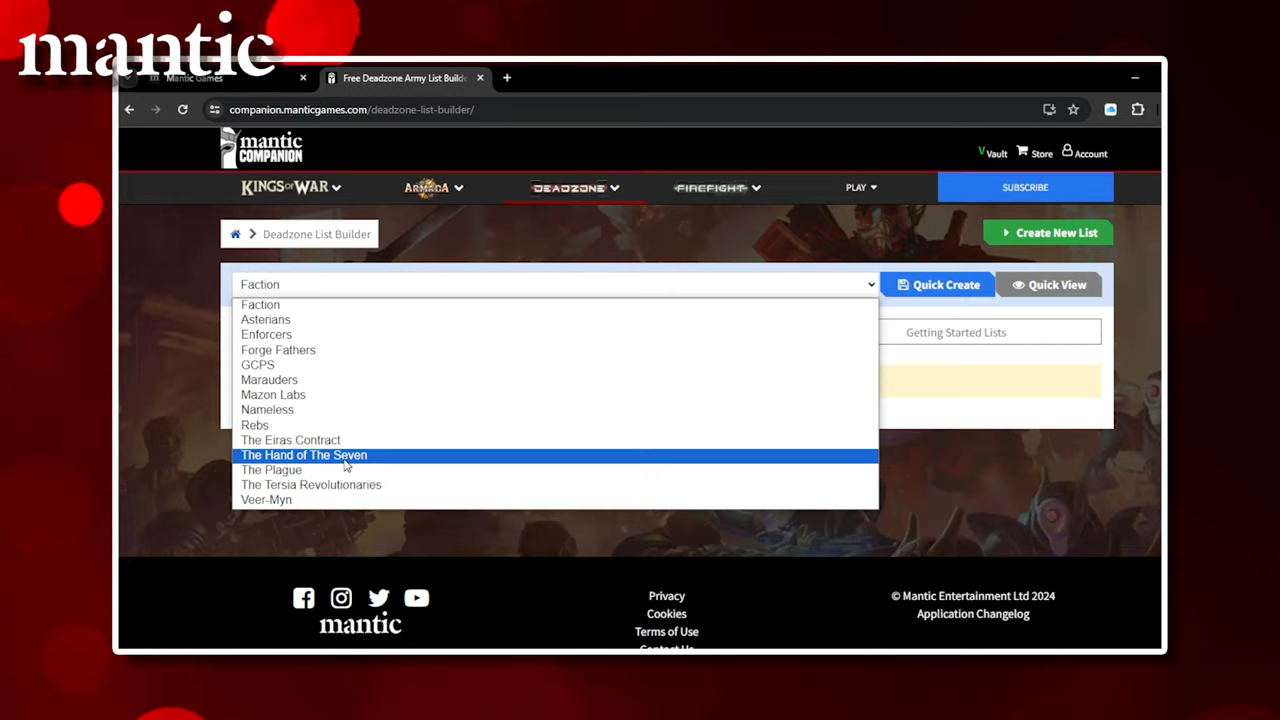 mantic
Mantic Games
Free Deadzone Army List Builde
companion.manticgames.com/deadzone-list-builder/
mantic
COMPANION
Vault Store Account
KINGS OF WAR ARMADA DEADZONE FIREFIGHT PLAY SUBSCRIBE
Deadzone List Builder
Create New List
Faction Quick Create Quick View
Faction
Asterians
Enforcers
Getting Started Lists
Forge Fathers
GCPS
Marauders
Mazon Labs
Nameless
Rebs
The Eiras Contract
The Hand of The Seven
The Plague
The Tersia Revolutionaries
Veer-Myn
mantic
Privacy
Cookies
Terms of Use
Contact Us
© Mantic Entertainment Ltd 2024
Application Changelog